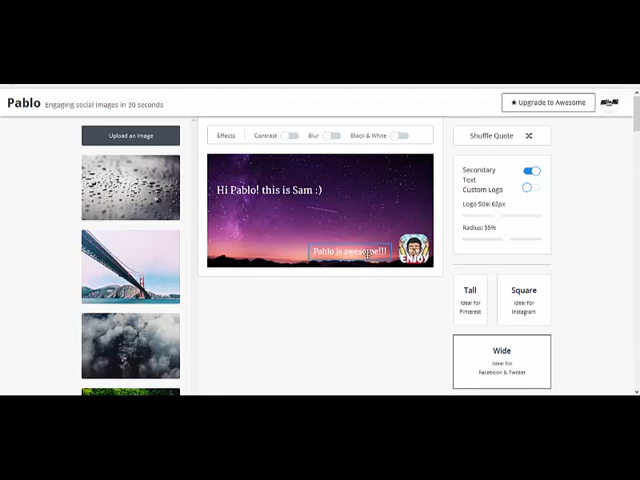 Pablo Engaging social images in 30 seconds
★ Upgrade to Awesome
Upload an Image
Effects Contrast Blur Black & White
Shuffle Quote
Hi Pablo! this is Sam :)
Pablo is awesome!!!
ENJOY
Secondary
Text
Custom Logo
Logo Size: 62px
Radius: 55%
Tall
Ideal for
Pinterest
Square
Ideal for
Instagram
Wide
Ideal for
Facebook & Twitter